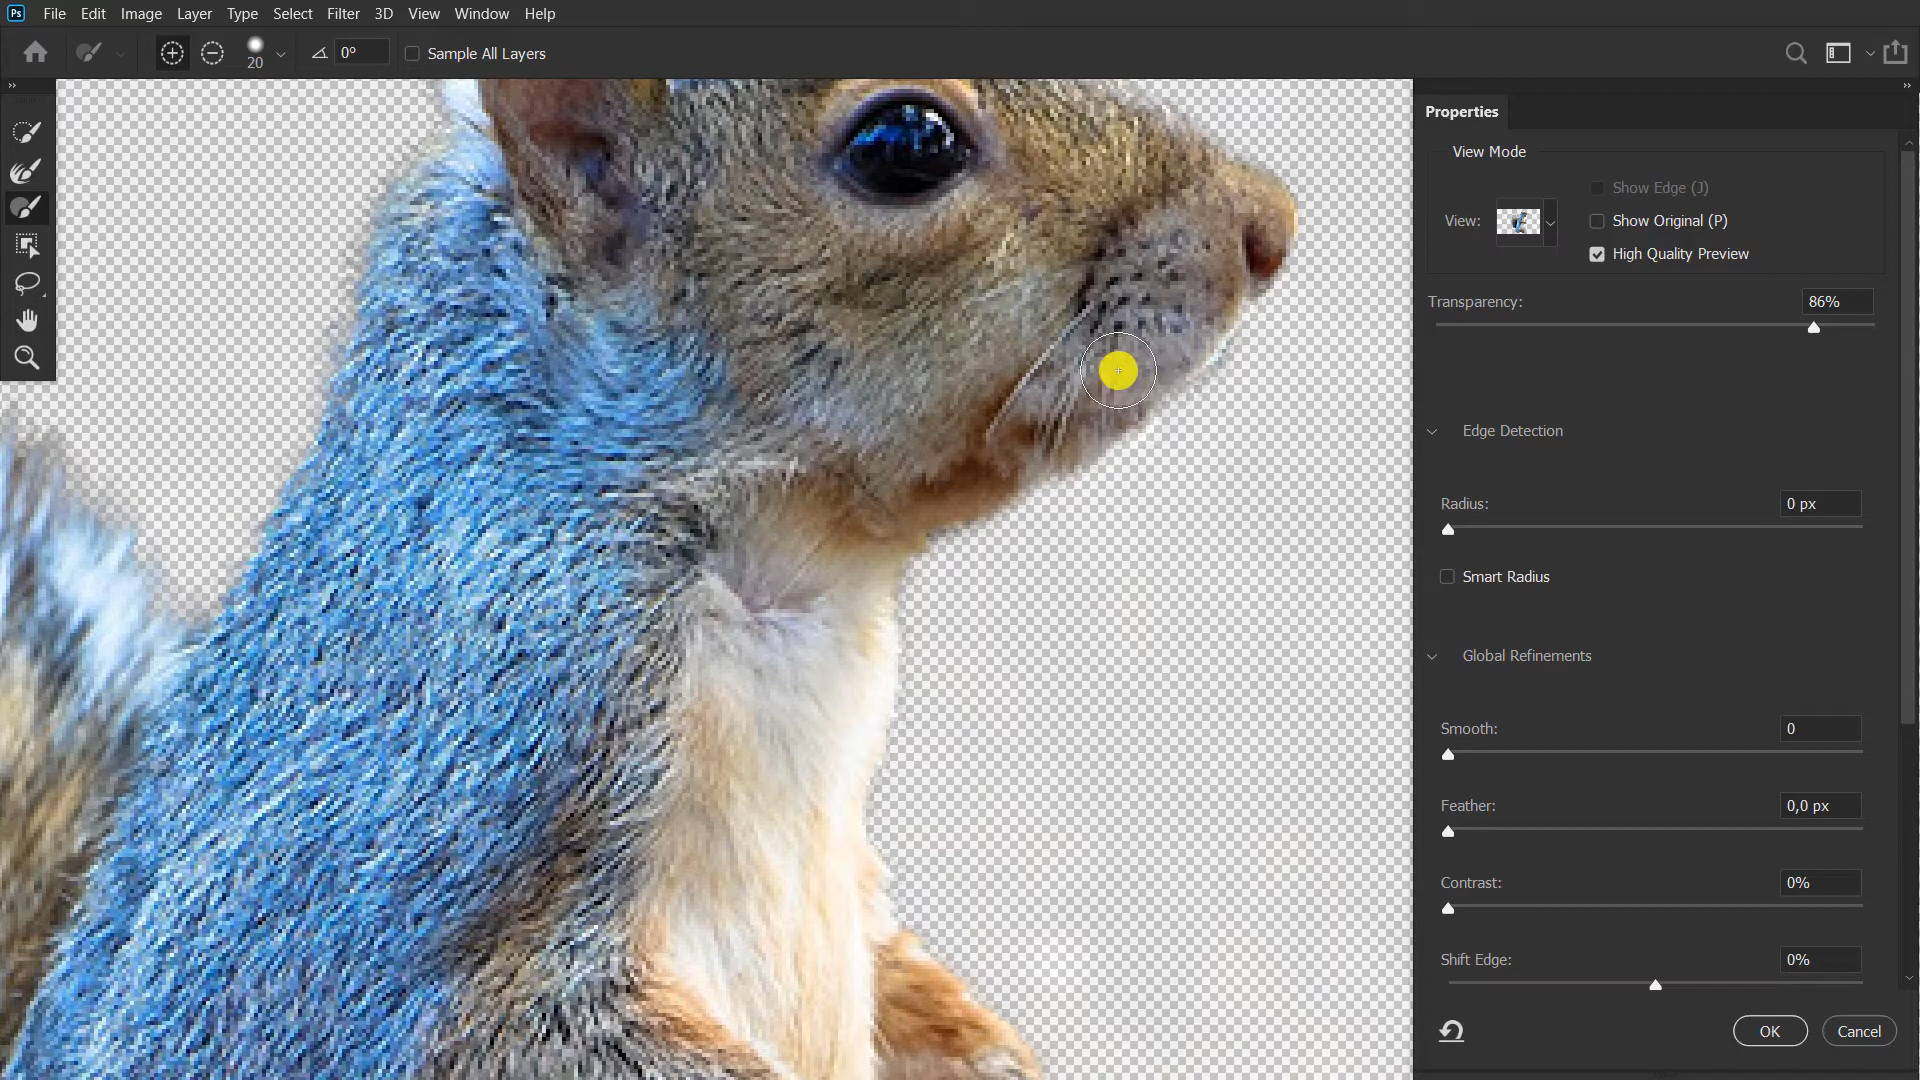 Ps File Edit Image Layer Type Select Filter 3D View Window Help
20 0° Sample All Layers
Properties
View Mode
Show Edge (J)
View: Show Original (P)
High Quality Preview
Transparency: 86%
Edge Detection
Radius: 0 px
Smart Radius
Global Refinements
Smooth: 0
Feather: 0,0 px
Contrast: 0%
Shift Edge: 0%
OK Cancel